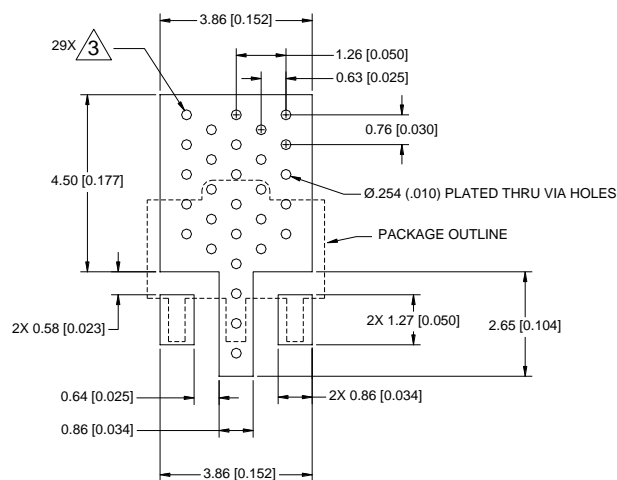 3.86 [0.152]
29X 3
1.26 [0.050]
0.63 [0.025]
0.76 [0.030]
4.50 [0.177]
Ø.254 (.010) PLATED THRU VIA HOLES
PACKAGE OUTLINE
2X 0.58 [0.023]
2X 1.27 [0.050]
2.65 [0.104]
0.64 [0.025]
2X 0.86 [0.034]
0.86 [0.034]
3.86 [0.152]